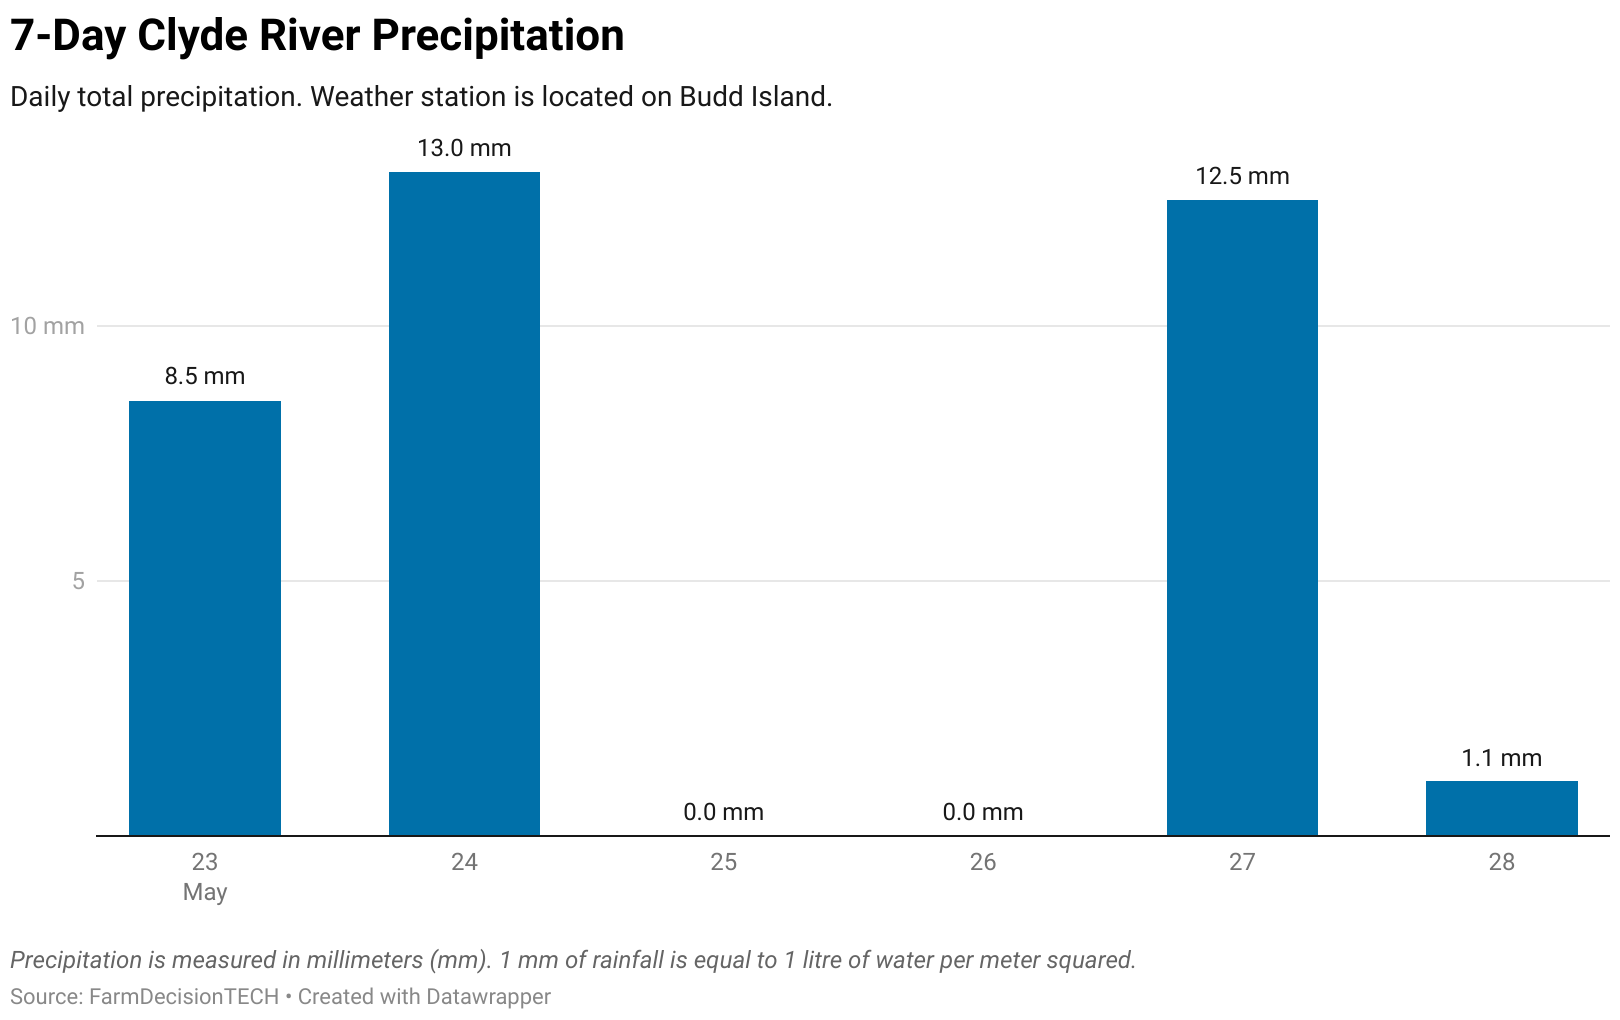 7-Day Clyde River Precipitation
Daily total precipitation. Weather station is located on Budd Island.
13.0 mm
12.5 mm
10 mm
8.5 mm
5
1.1 mm
0.0 mm
0.0 mm
23
24
25
26
27
28
May
Precipitation is measured in millimeters (mm). 1 mm of rainfall is equal to 1 litre of water per meter squared.
Source: FarmDecisionTECH • Created with Datawrapper